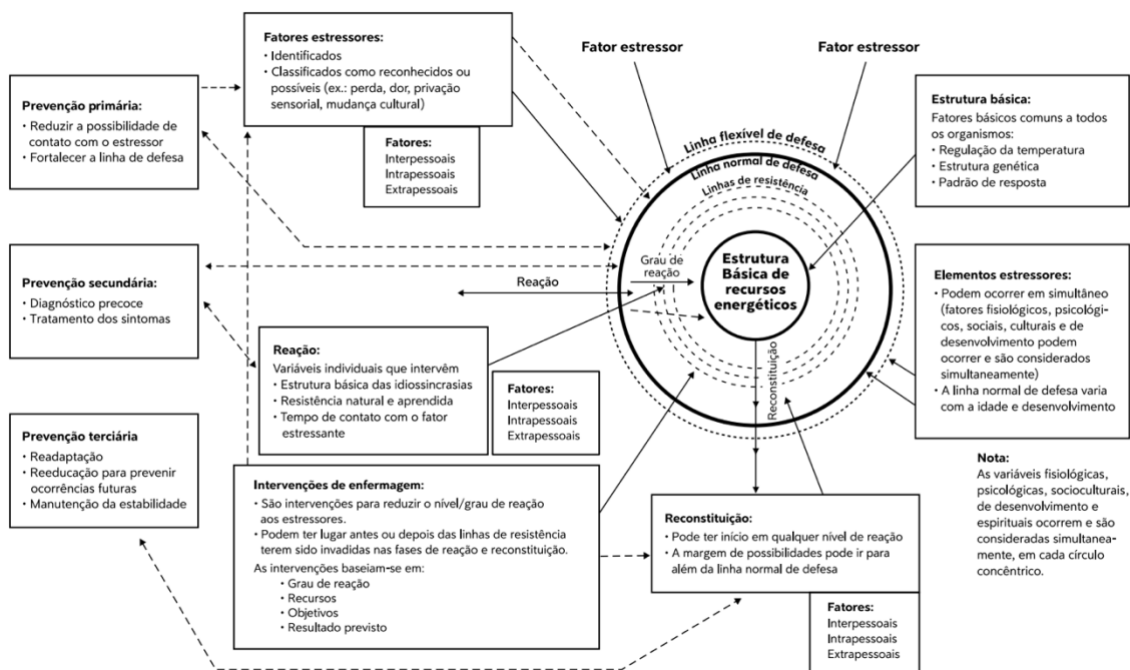 Fatores estressores:
• Identificados
• Classificados como reconhecidos ou
possíveis (ex.: perda, dor, privação
sensorial, mudança cultural)
Fatores:
Interpessoais
Intrapessoais
Extrapessoais
Prevenção primária:
• Reduzir a possibilidade de
contato com o estressor
• Fortalecer a linha de defesa
Prevenção secundária:
• Diagnóstico precoce
• Tratamento dos sintomas
Prevenção terciária
• Readaptação
• Reeducação para prevenir
ocorrências futuras
• Manutenção da estabilidade
Reação:
Variáveis individuais que intervêm
• Estrutura básica das idiossincrasias
• Resistência natural e aprendida
• Tempo de contato com o fator
estressante
Fatores:
Interpessoais
Intrapessoais
Extrapessoais
Intervenções de enfermagem:
• São intervenções para reduzir o nível/grau de reação
aos estressores.
• Podem ter lugar antes ou depois das linhas de resistência
terem sido invadidas nas fases de reação e reconstituição.
As intervenções baseiam-se em:
• Grau de reação
• Recursos
• Objetivos
• Resultado previsto
Fator estressor
Fator estressor
Linha flexível de defesa
Linha normal de defesa
Linhas de resistência
Grau de
reação
Reação
Estrutura
Básica de
recursos
energéticos
Reconstituição
Estrutura básica:
Fatores básicos comuns a todos
os organismos:
• Regulação da temperatura
• Estrutura genética
• Padrão de resposta
Elementos estressores:
• Podem ocorrer em simultâneo
(fatores fisiológicos, psicológi-
cos, sociais, culturais e de
desenvolvimento podem
ocorrer e são considerados
simultaneamente)
• A linha normal de defesa varia
com a idade e desenvolvimento
Nota:
As variáveis fisiológicas,
psicológicas, socioculturais,
de desenvolvimento e
espirituais ocorrem e são
consideradas simultanea-
mente, em cada círculo
concêntrico.
Reconstituição:
• Pode ter início em qualquer nível de reação
• A margem de possibilidades pode ir para
além da linha normal de defesa
Fatores:
Interpessoais
Intrapessoais
Extrapessoais